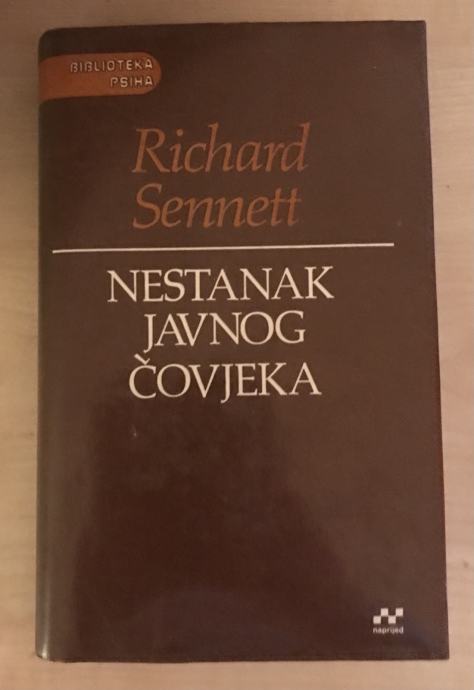 BIBLIOTEKA
PSIHA
Richard
Sennett
NESTANAK
JAVNOG
ČOVJEKA
naprijed